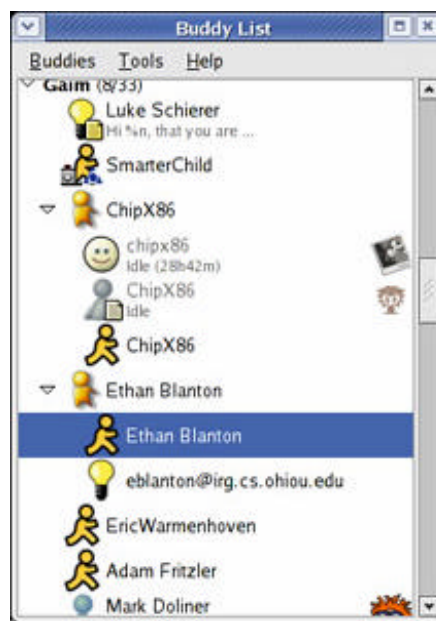 Buddy List
Buddies Tools Help
Gaim (8/33)
Luke Schierer
Hi %n, that you are ...
SmarterChild
ChipX86
chipx86
Idle (28h42m)
ChipX86
Idle
ChipX86
Ethan Blanton
Ethan Blanton
eblanton@irg.cs.ohiou.edu
EricWarmenhoven
Adam Fritzler
Mark Doliner